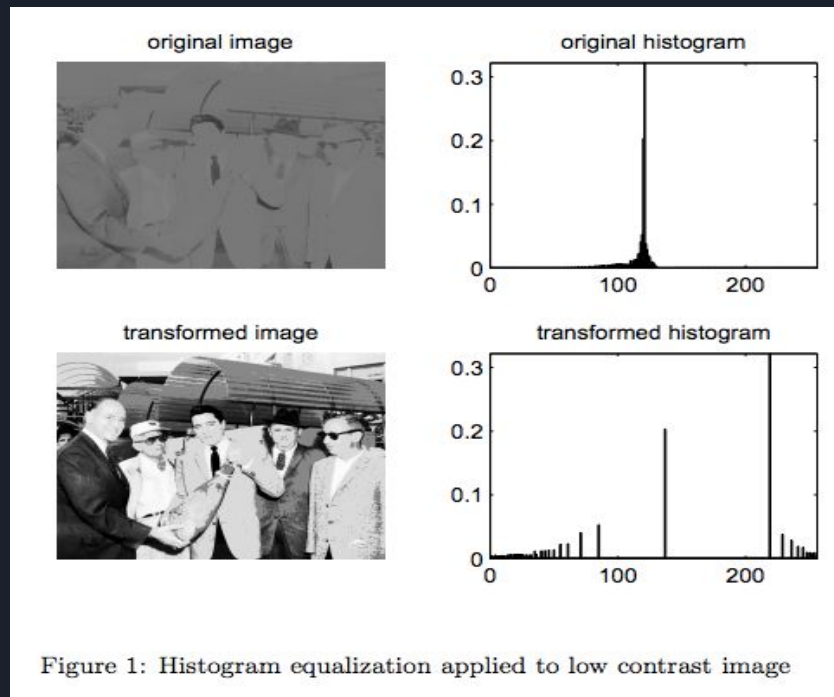 original image
original histogram
0.3
0.2
0.1
0
0
100
200
transformed image
transformed histogram
0.3
0.2
0.1
0
0
100
200
Figure 1: Histogram equalization applied to low contrast image